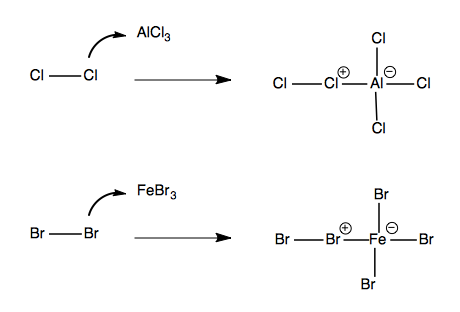 AlCl3
Cl Cl
Cl
Cl Cl⊕ Al⊖ Cl
Cl
FeBr3
Br Br
Br
Br Br⊕ Fe⊖ Br
Br